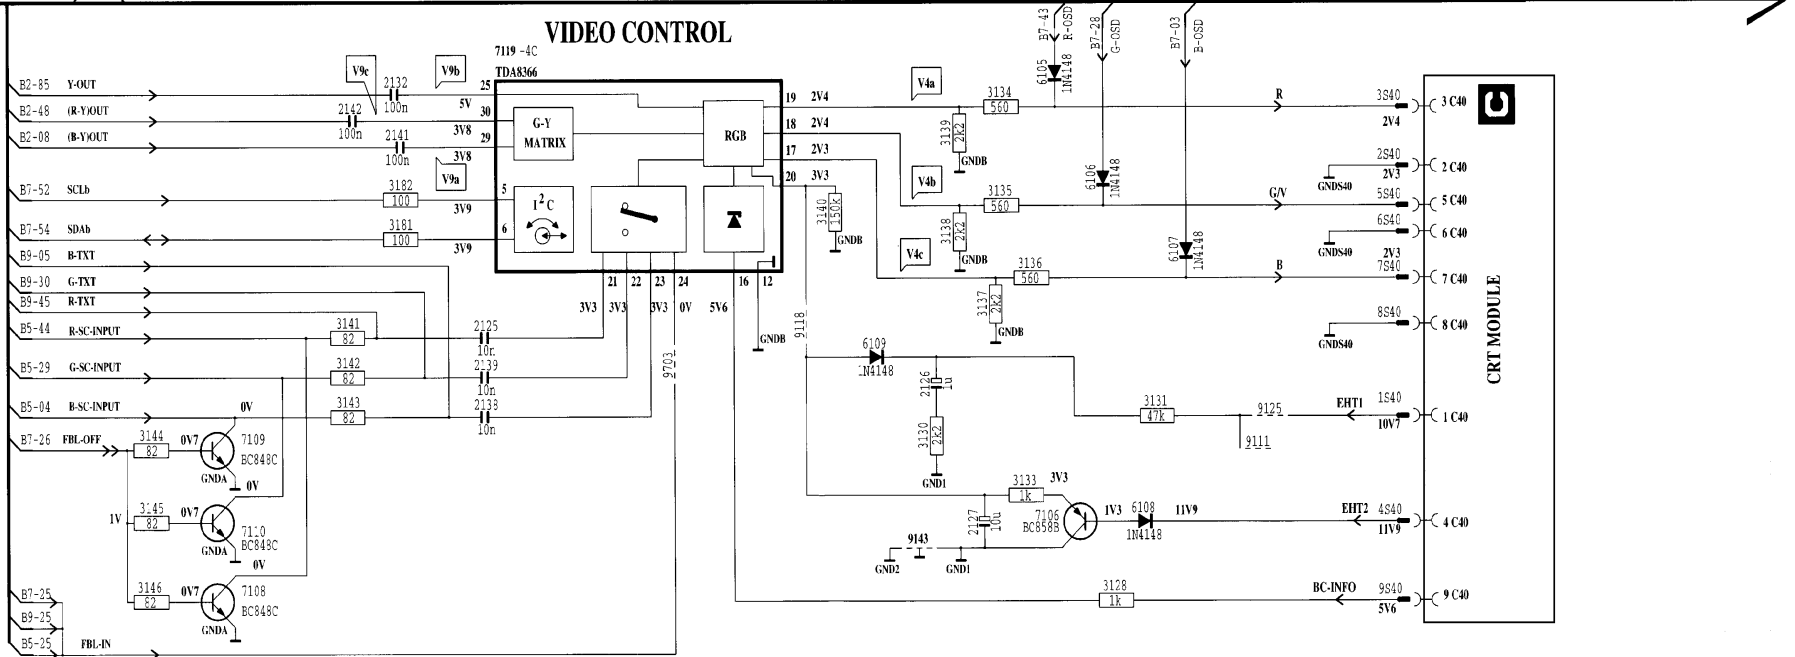 VIDEO CONTROL
7119 -4C
TDA8366
B2-85 Y-OUT
B2-48 (R-Y)OUT
B2-08 (B-Y)OUT
B7-52 SCLb
B7-54 SDAb
B9-05 B-TXT
B9-30 G-TXT
B9-45 R-TXT
B5-44 R-SC-INPUT
B5-29 G-SC-INPUT
B5-04 B-SC-INPUT
B7-26 FBL-OFF
B7-25
B9-25
B5-25 FBL-IN
V9c
V9b
V9a
2132
100n
2142
100n
2141
100n
3182
100
3181
100
25
5V
30
3V8
29
3V8
5
3V9
6
3V9
G-Y
MATRIX
RGB
I²C
19 2V4
18 2V4
17 2V3
20 3V3
21
22
23
24
16
12
3V3
3V3
3V3
0V
5V6
GNDB
3141
82
3142
82
3143
82
2125
10n
2139
10n
2138
10n
9703
0V
3144
82
0V7
7109
BC848C
GNDA
0V
1V
3145
82
0V7
7110
BC848C
GNDA
0V
3146
82
0V7
7108
BC848C
GNDA
B7-43
R-OSD
B7-28
G-OSD
B7-03
B-OSD
6105
1N4148
6106
1N4148
6107
1N4148
V4a
V4b
V4c
3134
560
3139
2k2
GNDB
3135
560
3138
2k2
GNDB
3136
560
3137
2k2
GNDB
3140
150k
GNDB
9118
R
G/V
B
6109
1N4148
2126
1u
3130
2k2
GND1
3131
47k
9125
9111
EHT1
3133
1k
3V3
2127
10u
7106
BC858B
1V3
6108
1N4148
11V9
EHT2
9143
GND2
GND1
3128
1k
BC-INFO
3S40
2V4
3 C40
2S40
2V3
2 C40
GNDS40
5S40
5 C40
6S40
6 C40
GNDS40
2V3
7S40
7 C40
8S40
8 C40
GNDS40
1S40
10V7
1 C40
4S40
11V9
4 C40
9S40
5V6
9 C40
C
CRT MODULE